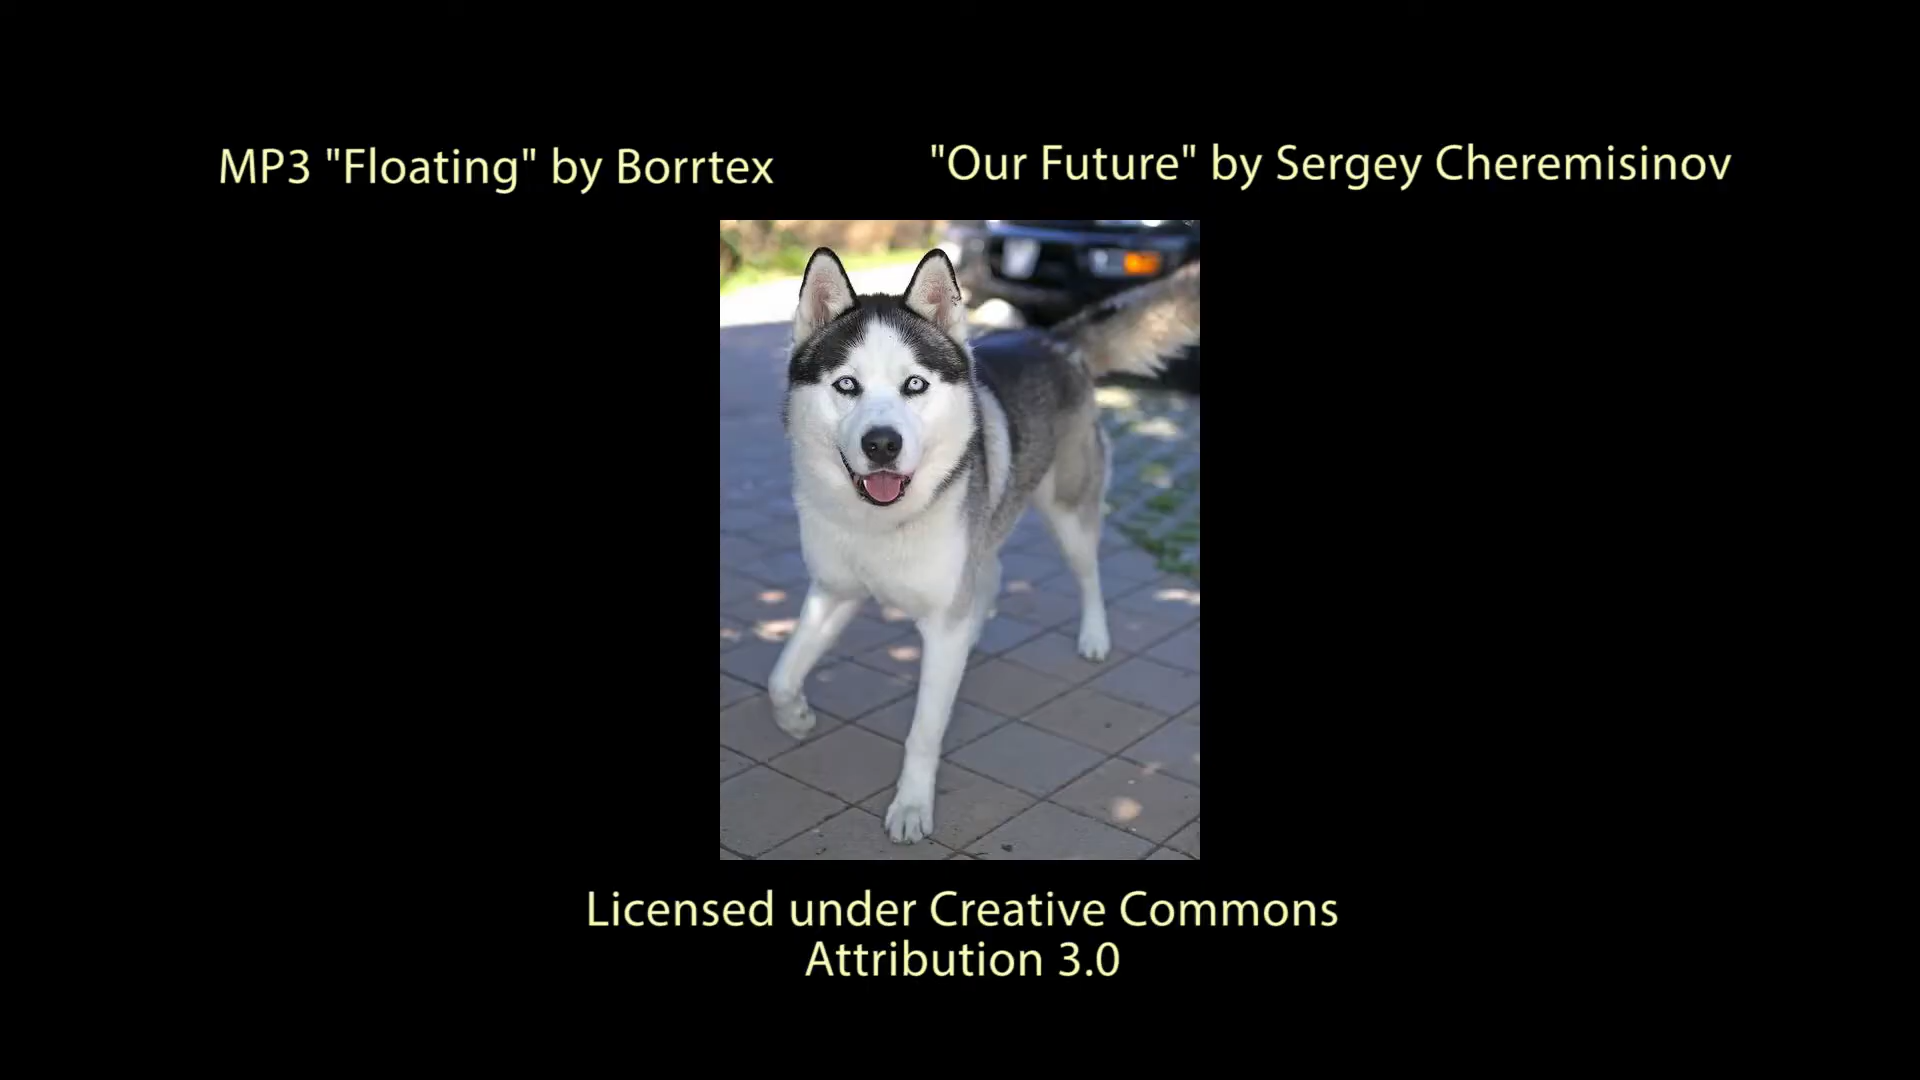 MP3 "Floating" by Borrtex
"Our Future" by Sergey Cheremisinov
Licensed under Creative Commons
Attribution 3.0